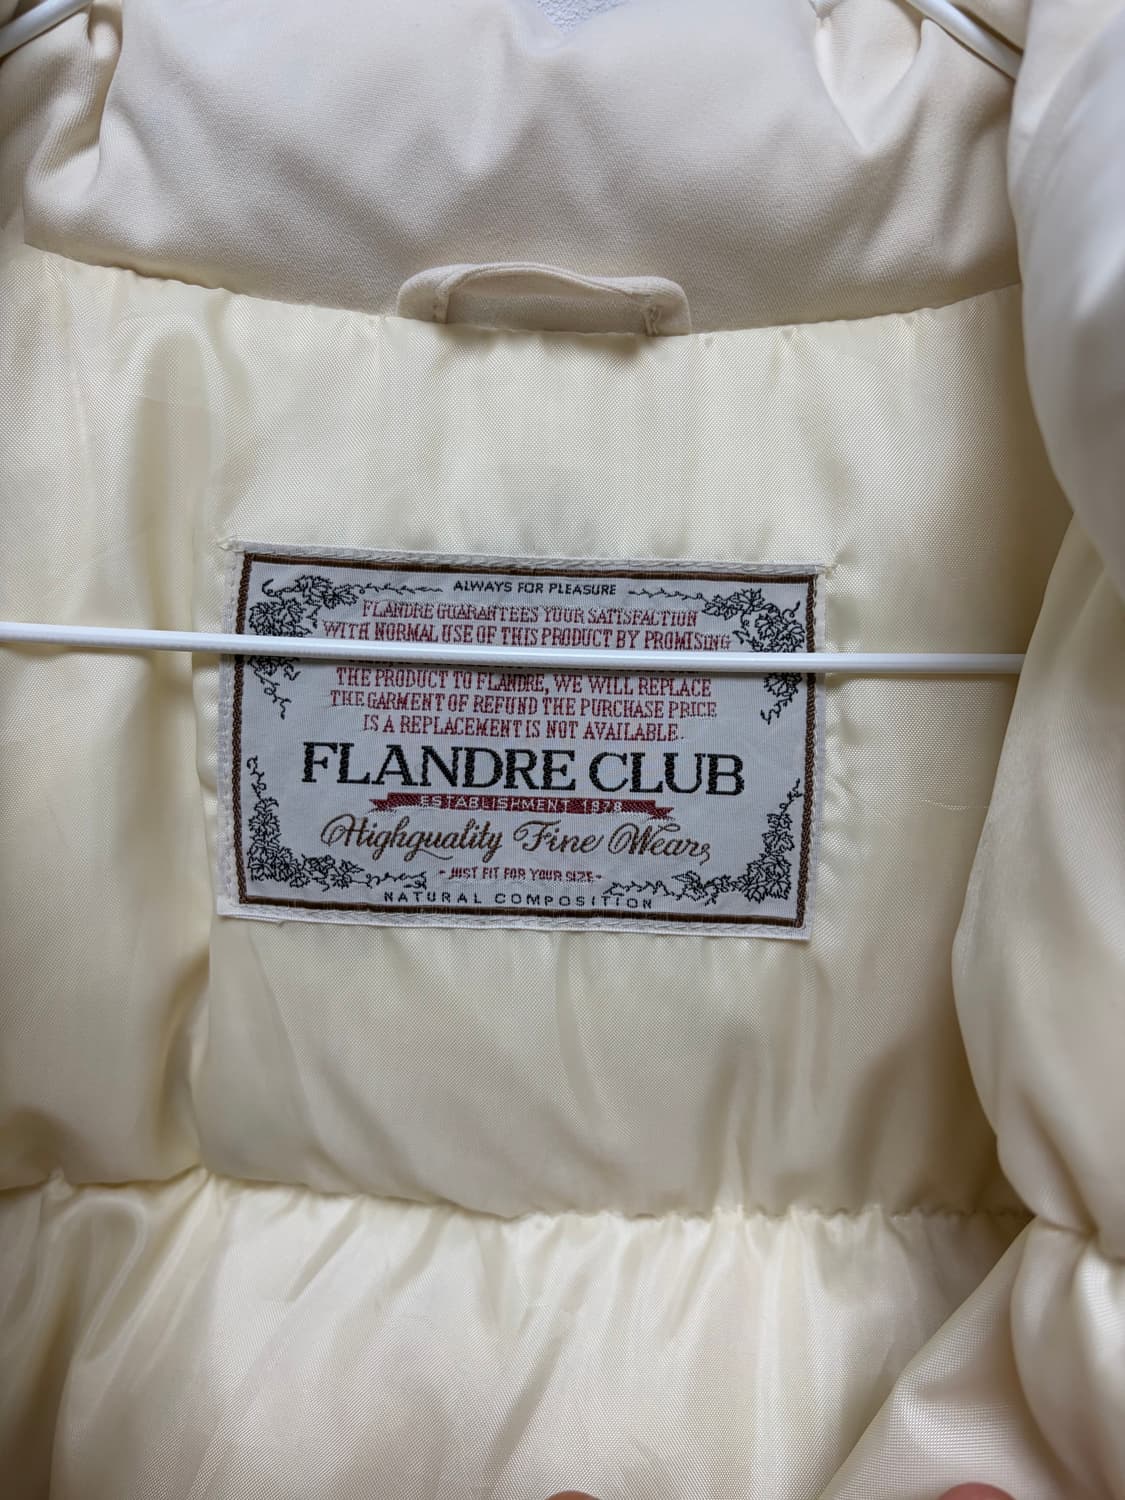 ALWAYS FOR PLEASURE
FLANDRE GUARANTEES YOUR SATISFACTION
WITH NORMAL USE OF THIS PRODUCT BY PROMISING
THE PRODUCT TO FLANDRE, WE WILL REPLACE
THE GARMENT OF REFUND THE PURCHASE PRICE
IS A REPLACEMENT IS NOT AVAILABLE.
FLANDRE CLUB
ESTABLISHMENT 1878
Highquality Fine Wears
- JUST FIT FOR YOUR SIZE -
NATURAL COMPOSITION